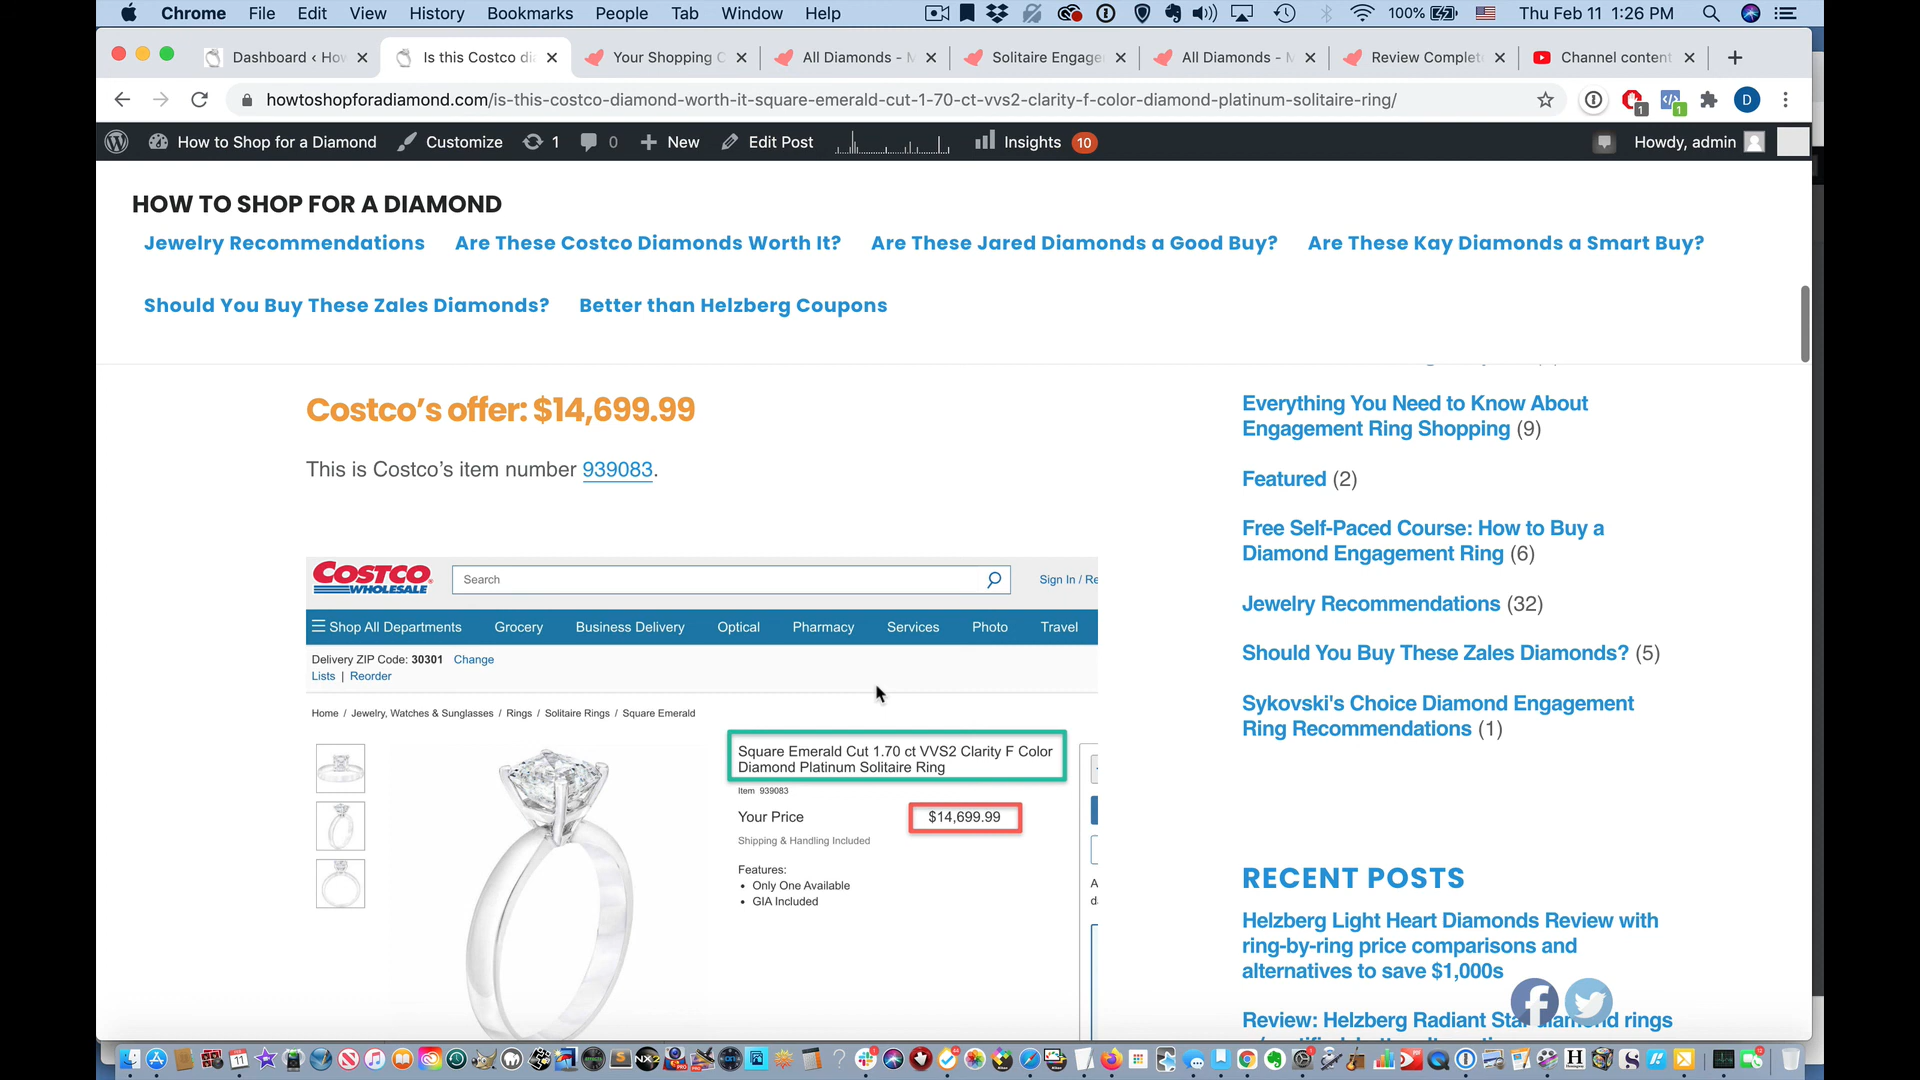 Chrome File Edit View History Bookmarks People Tab Window Help 100% Thu Feb 11 1:26 PM
Dashboard ‹ How Is this Costco di Your Shopping C All Diamonds - M Solitaire Engage All Diamonds - M Review Complet Channel content
howtoshopforadiamond.com/is-this-costco-diamond-worth-it-square-emerald-cut-1-70-ct-vvs2-clarity-f-color-diamond-platinum-solitaire-ring/
How to Shop for a Diamond Customize 1 0 New Edit Post Insights 10 Howdy, admin
HOW TO SHOP FOR A DIAMOND
Jewelry Recommendations Are These Costco Diamonds Worth It? Are These Jared Diamonds a Good Buy? Are These Kay Diamonds a Smart Buy?
Should You Buy These Zales Diamonds? Better than Helzberg Coupons
Costco's offer: $14,699.99
This is Costco's item number 939083.
COSTCO
WHOLESALE
Search
Sign In / Re
Shop All Departments Grocery Business Delivery Optical Pharmacy Services Photo Travel
Delivery ZIP Code: 30301 Change
Lists | Reorder
Home / Jewelry, Watches & Sunglasses / Rings / Solitaire Rings / Square Emerald
Square Emerald Cut 1.70 ct VVS2 Clarity F Color
Diamond Platinum Solitaire Ring
Item 939083
Your Price $14,699.99
Shipping & Handling Included
Features:
• Only One Available
• GIA Included
Everything You Need to Know About
Engagement Ring Shopping (9)
Featured (2)
Free Self-Paced Course: How to Buy a
Diamond Engagement Ring (6)
Jewelry Recommendations (32)
Should You Buy These Zales Diamonds? (5)
Sykovski's Choice Diamond Engagement
Ring Recommendations (1)
RECENT POSTS
Helzberg Light Heart Diamonds Review with
ring-by-ring price comparisons and
alternatives to save $1,000s
Review: Helzberg Radiant Star diamond rings